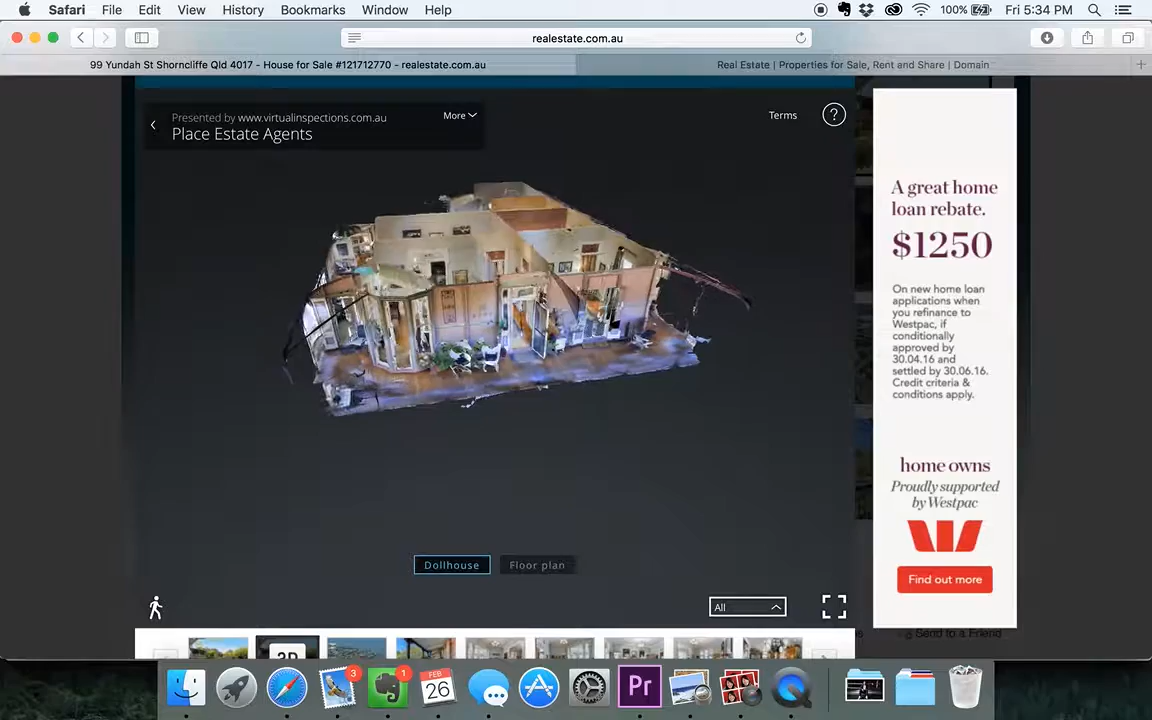 Safari File Edit View History Bookmarks Window Help 100% Fri 5:34 PM
realestate.com.au
99 Yundah St Shorncliffe Qld 4017 - House for Sale #121712770 - realestate.com.au
Real Estate | Properties for Sale, Rent and Share | Domain
Presented by www.virtualinspections.com.au
More
Place Estate Agents
Terms
?
A great home
loan rebate.
$1250
On new home loan
applications when
you refinance to
Westpac, if
conditionally
approved by
30.04.16 and
settled by 30.06.16.
Credit criteria &
conditions apply.
home owns
Proudly supported
by Westpac
Find out more
Dollhouse
Floor plan
All
Send to a Friend
3D
3
1
FEB
26
Pr